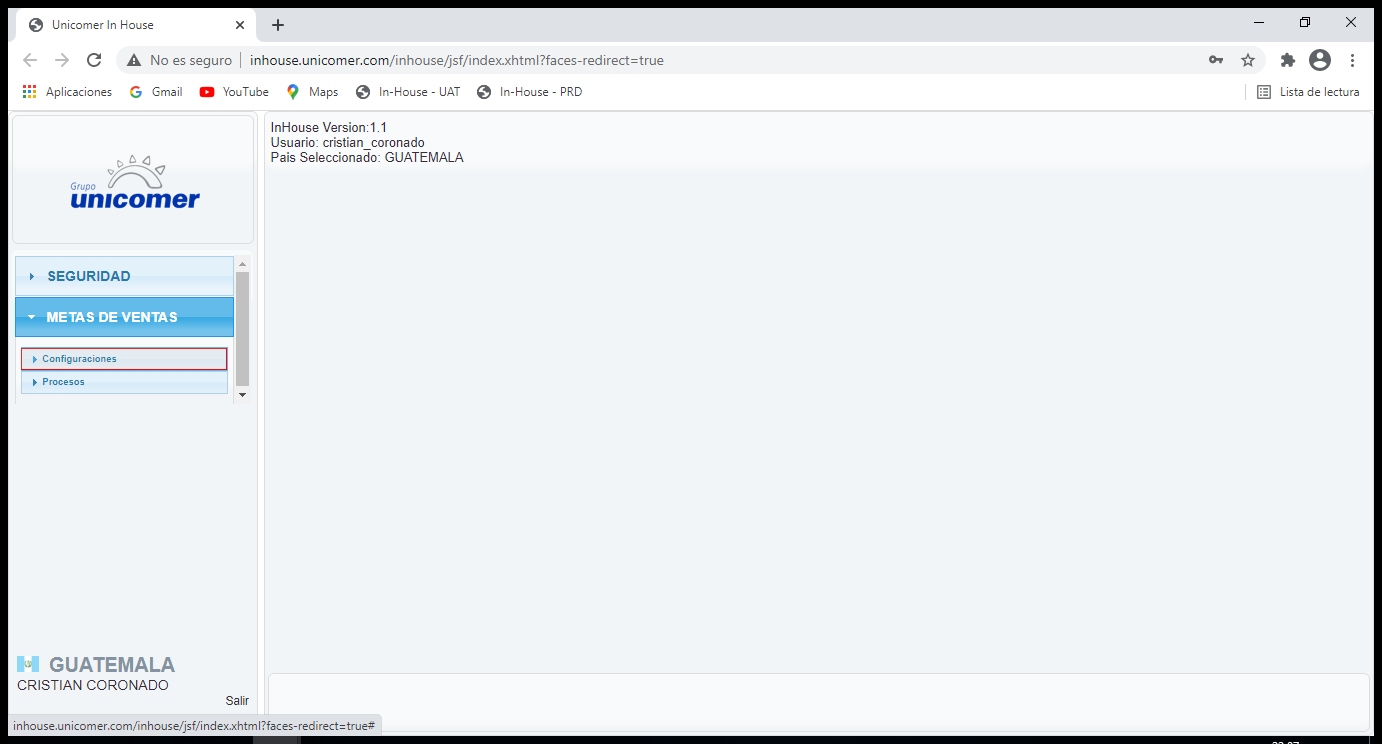 Unicomer In House
No es seguro
inhouse.unicomer.com/inhouse/jsf/index.xhtml?faces-redirect=true
Aplicaciones
Gmail
YouTube
Maps
In-House - UAT
In-House - PRD
Lista de lectura
Grupo
unicomer
InHouse Version:1.1
Usuario: cristian_coronado
Pais Seleccionado: GUATEMALA
SEGURIDAD
METAS DE VENTAS
Configuraciones
Procesos
GUATEMALA
CRISTIAN CORONADO
Salir
inhouse.unicomer.com/inhouse/jsf/index.xhtml?faces-redirect=true#